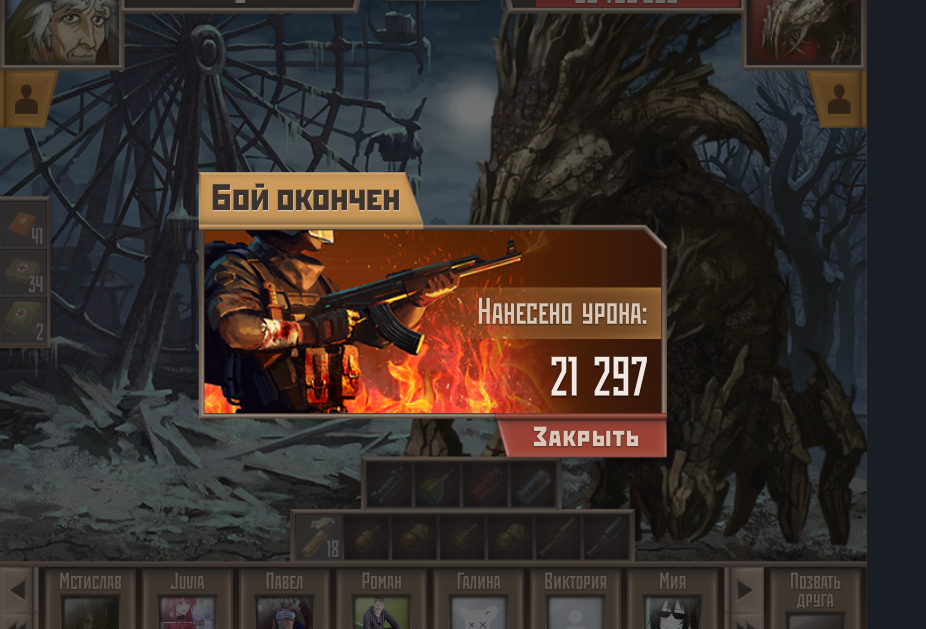 Бой окончен
41
34
2
Нанесено урона:
21 297
Закрыть
18
Мстислав
Juvia
Павел
Роман
Галина
Виктория
Мия
Позвать
друга